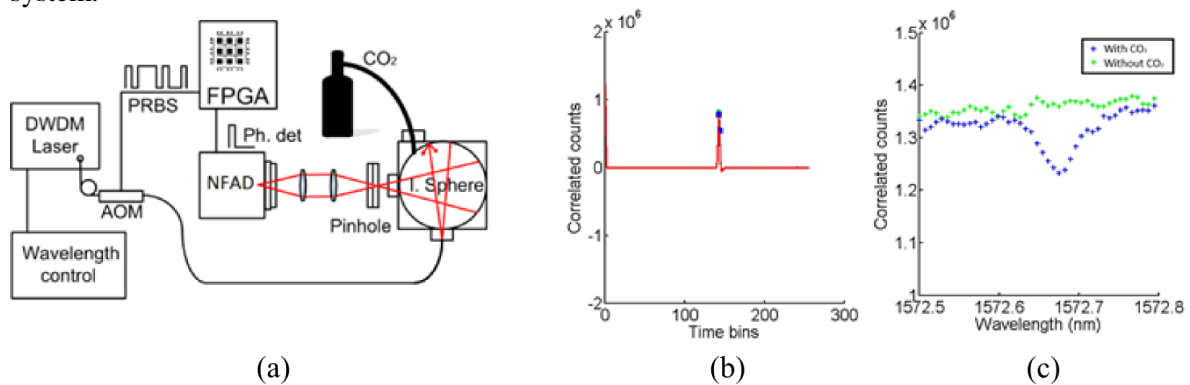 system.
CO2
PRBS
FPGA
DWDM
Laser
Ph. det
NFAD
I. Sphere
AOM
Pinhole
Wavelength
control
(a)
2 x 10^6
1
0
-1
-2
0 100 200 300
Correlated counts
Time bins
(b)
1.5 x 10^6
1.4
1.3
1.2
1.1
1
1572.5 1572.6 1572.7 1572.8
Correlated counts
Wavelength (nm)
With CO2
Without CO2
(c)